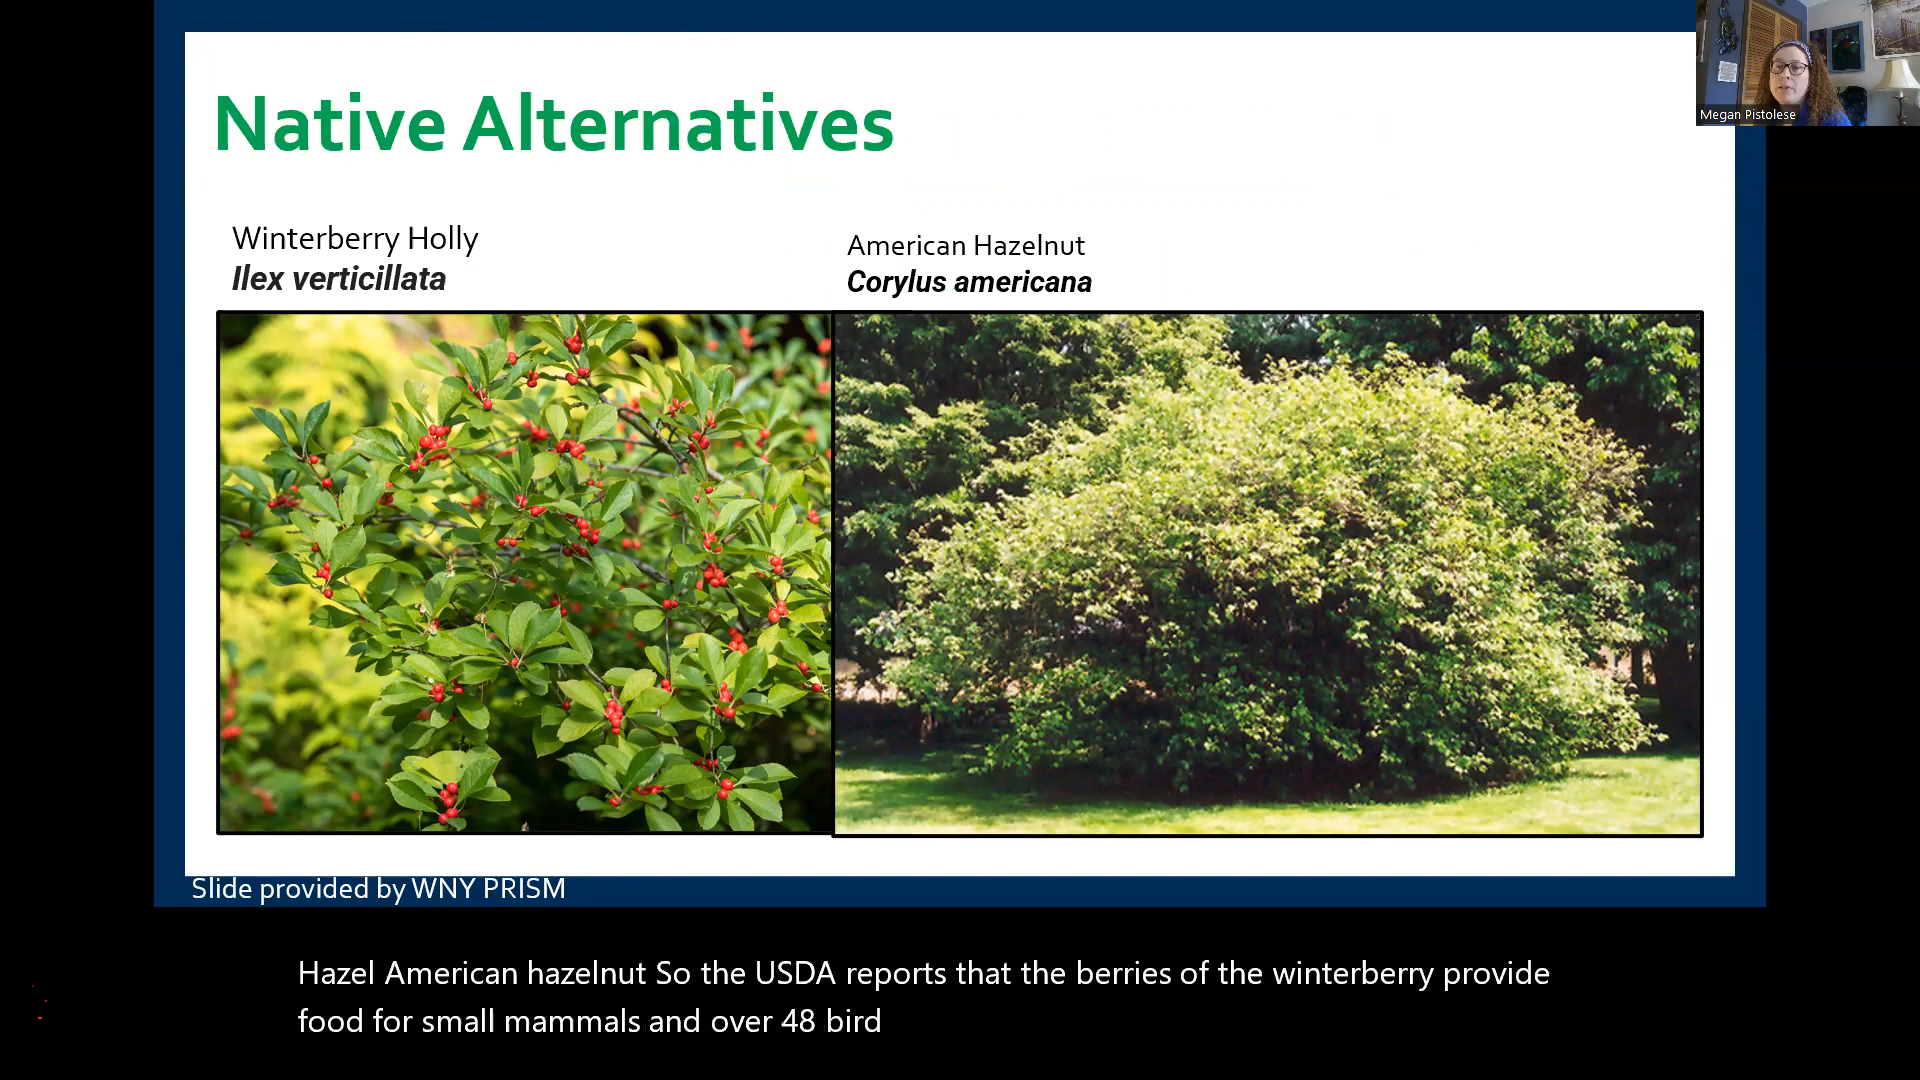 Native Alternatives
Megan Pistolese
Winterberry Holly
Ilex verticillata
American Hazelnut
Corylus americana
Slide provided by WNY PRISM
Hazel American hazelnut So the USDA reports that the berries of the winterberry provide
food for small mammals and over 48 bird